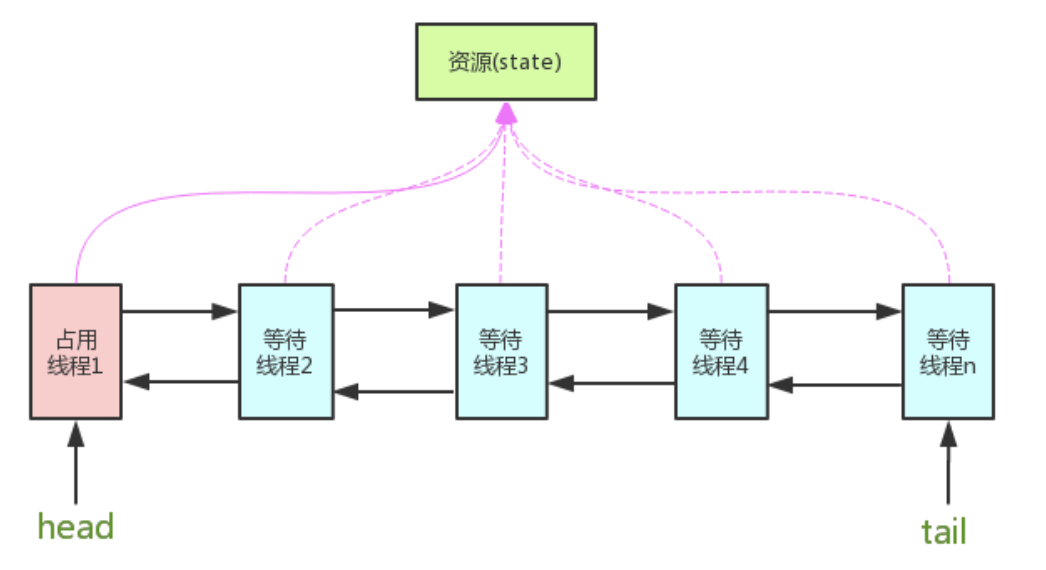 资源(state)
占用
线程1
等待
线程2
等待
线程3
等待
线程4
等待
线程n
head
tail